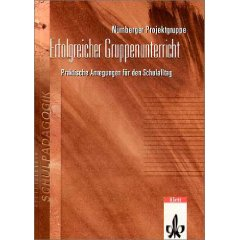 Nürnberger Projektgruppe
Erfolgreicher Gruppenunterricht
Praktische Anregungen für den Schulalltag
SCHULPÄDAGOGIK
Klett